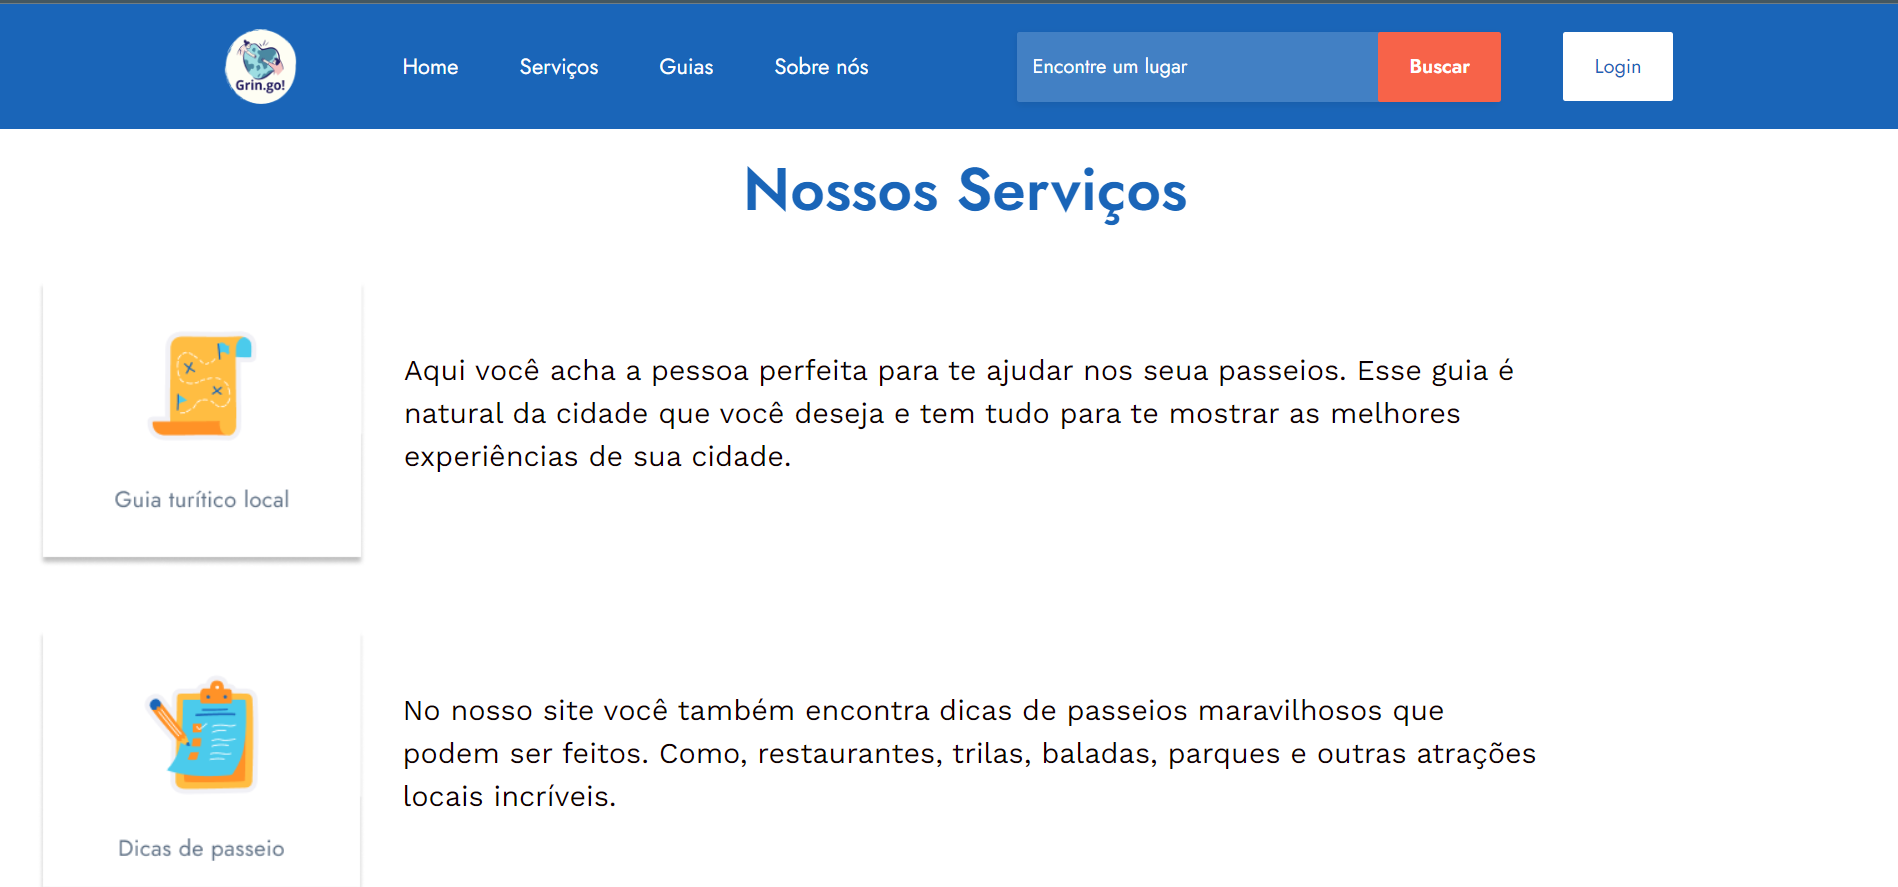 Grin.go!
Home
Serviços
Guias
Sobre nós
Encontre um lugar
Buscar
Login
Nossos Serviços
Aqui você acha a pessoa perfeita para te ajudar nos seua passeios. Esse guia é
natural da cidade que você deseja e tem tudo para te mostrar as melhores
experiências de sua cidade.
Guia turítico local
No nosso site você também encontra dicas de passeios maravilhosos que
podem ser feitos. Como, restaurantes, trilas, baladas, parques e outras atrações
locais incríveis.
Dicas de passeio